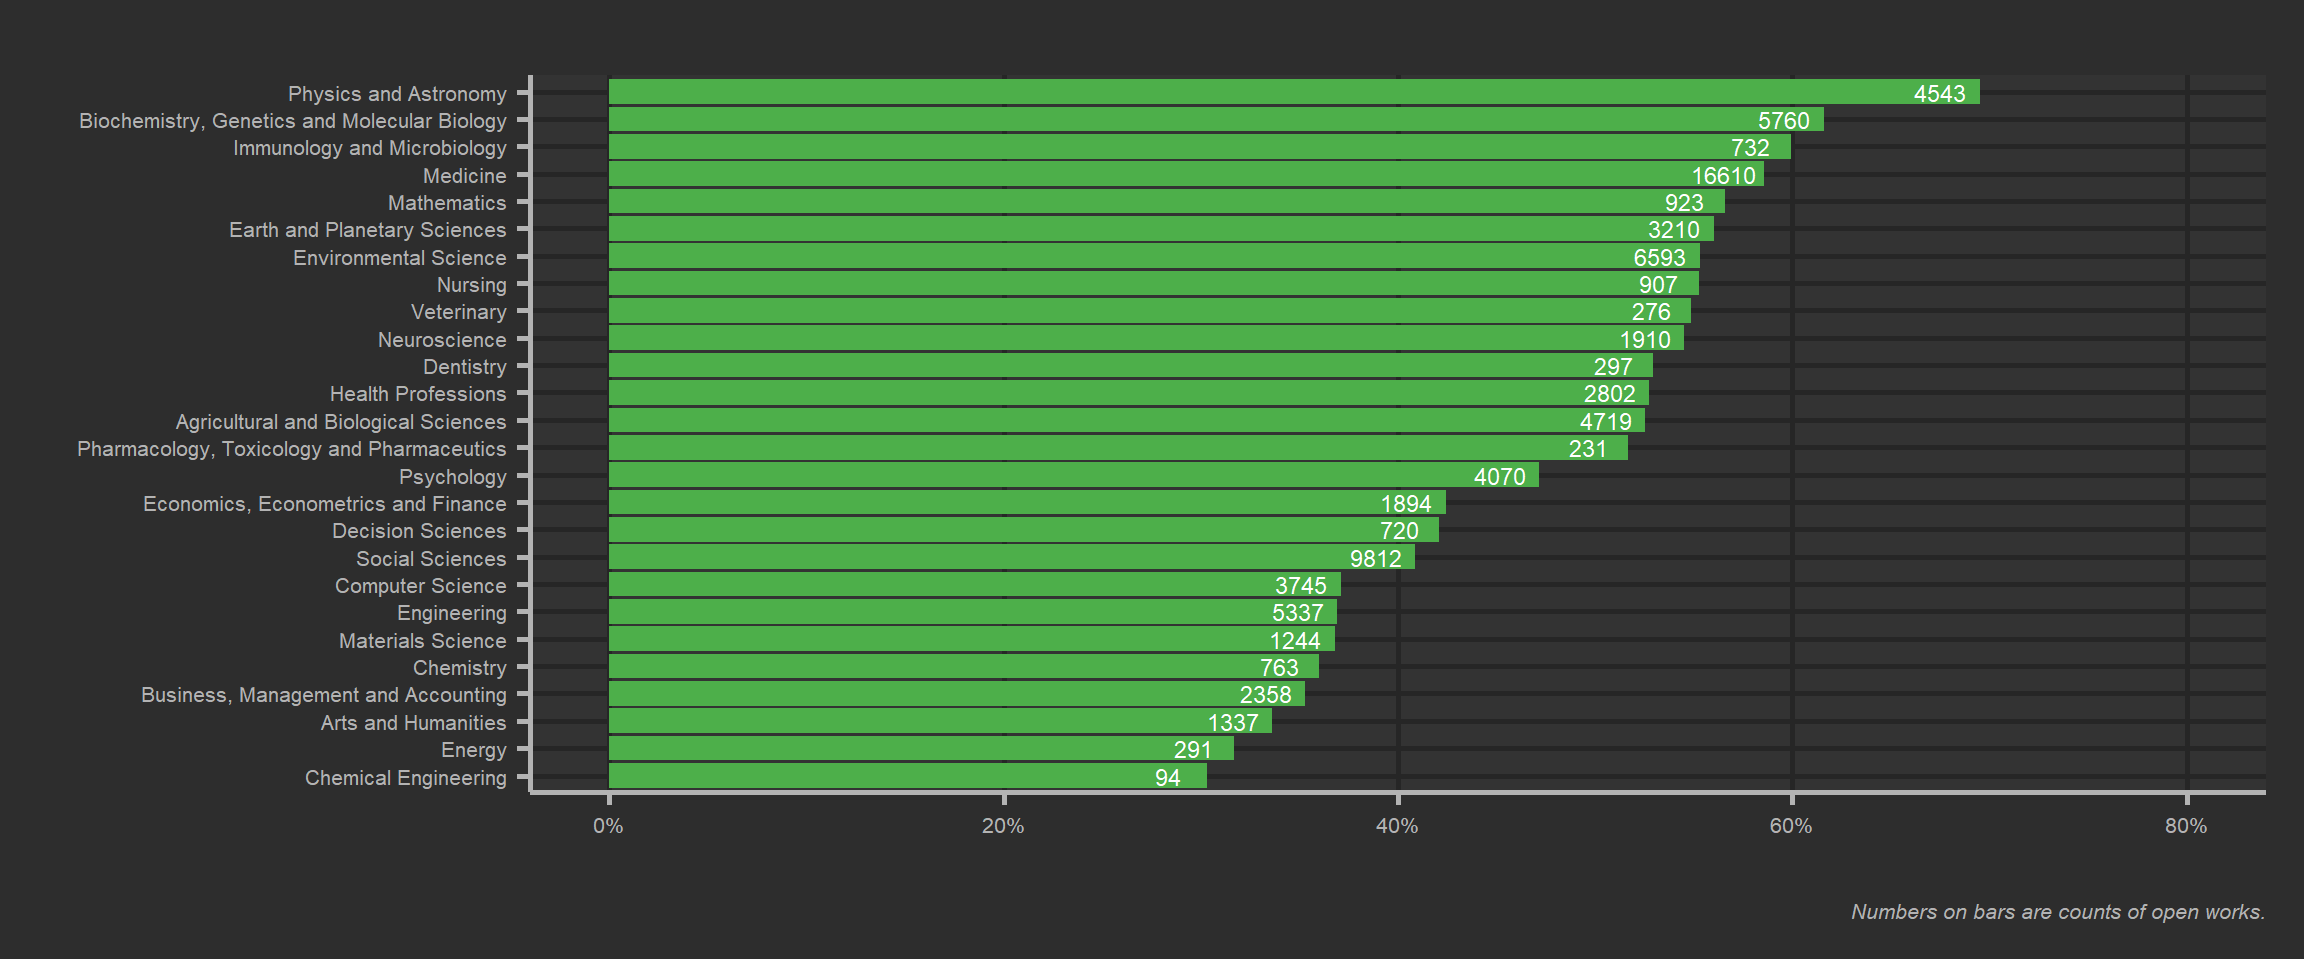 Physics and Astronomy 4543
Biochemistry, Genetics and Molecular Biology 5760
Immunology and Microbiology 732
Medicine 16610
Mathematics 923
Earth and Planetary Sciences 3210
Environmental Science 6593
Nursing 907
Veterinary 276
Neuroscience 1910
Dentistry 297
Health Professions 2802
Agricultural and Biological Sciences 4719
Pharmacology, Toxicology and Pharmaceutics 231
Psychology 4070
Economics, Econometrics and Finance 1894
Decision Sciences 720
Social Sciences 9812
Computer Science 3745
Engineering 5337
Materials Science 1244
Chemistry 763
Business, Management and Accounting 2358
Arts and Humanities 1337
Energy 291
Chemical Engineering 94
0% 20% 40% 60% 80%
Numbers on bars are counts of open works.